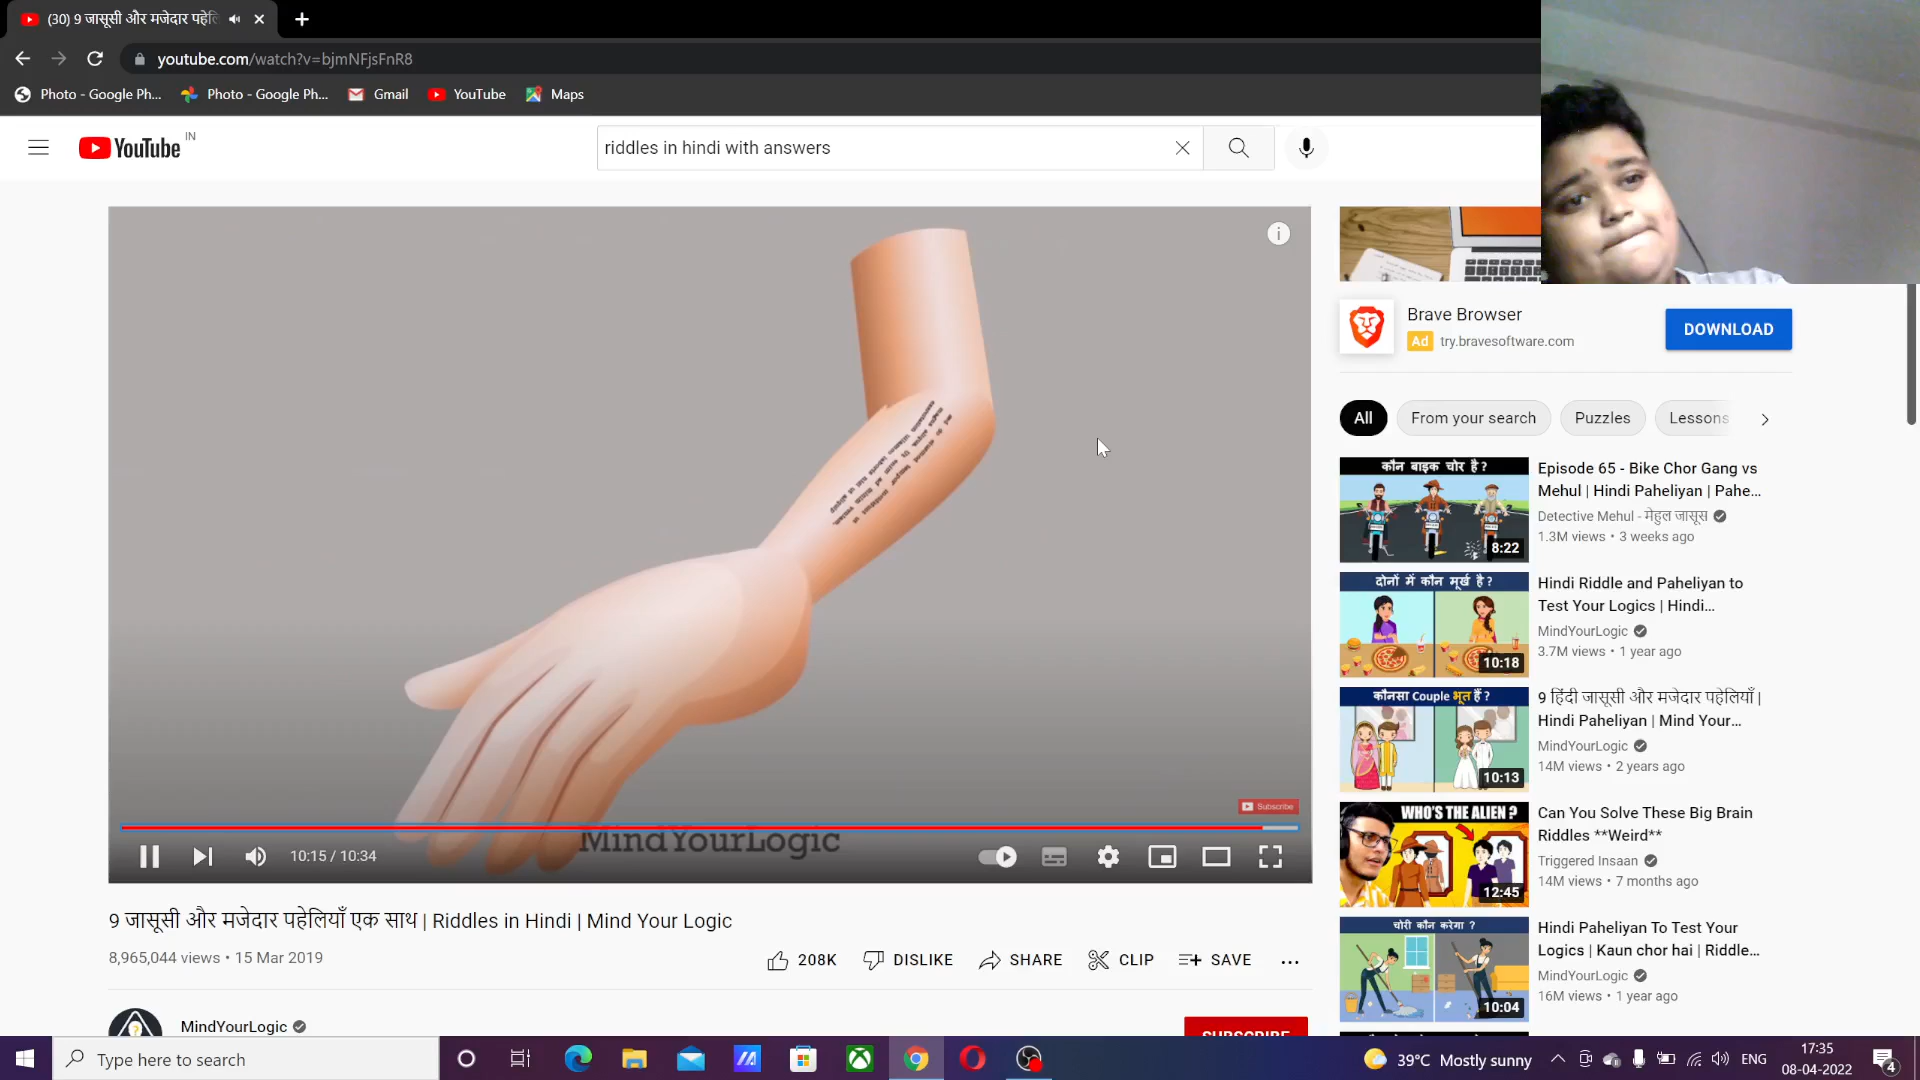 (30) 9 जासूसी और मजेदार पहेलि
youtube.com/watch?v=bjmNFjsFnR8
Photo - Google Ph...
Photo - Google Ph...
Gmail
YouTube
Maps
YouTube IN
riddles in hindi with answers
Brave Browser
Ad try.bravesoftware.com
DOWNLOAD
All
From your search
Puzzles
Lessons
कौन बाइक चोर है?
8:22
Episode 65 - Bike Chor Gang vs
Mehul | Hindi Paheliyan | Pahe...
Detective Mehul - मेहुल जासूस
1.3M views • 3 weeks ago
दोनों में कौन मूर्ख है?
10:18
Hindi Riddle and Paheliyan to
Test Your Logics | Hindi...
MindYourLogic
3.7M views • 1 year ago
कौनसा Couple भूत हैं ?
10:13
9 हिंदी जासूसी और मजेदार पहेलियाँ |
Hindi Paheliyan | Mind Your...
MindYourLogic
14M views • 2 years ago
WHO'S THE ALIEN ?
12:45
Can You Solve These Big Brain
Riddles **Weird**
Triggered Insaan
14M views • 7 months ago
चोरी कौन करेगा ?
10:04
Hindi Paheliyan To Test Your
Logics | Kaun chor hai | Riddle...
MindYourLogic
16M views • 1 year ago
Subscribe
MindYourLogic
10:15 / 10:34
9 जासूसी और मजेदार पहेलियाँ एक साथ | Riddles in Hindi | Mind Your Logic
8,965,044 views • 15 Mar 2019
208K
DISLIKE
SHARE
CLIP
SAVE
MindYourLogic
SUBSCRIBE
Type here to search
39°C Mostly sunny
ENG
17:35
08-04-2022
4